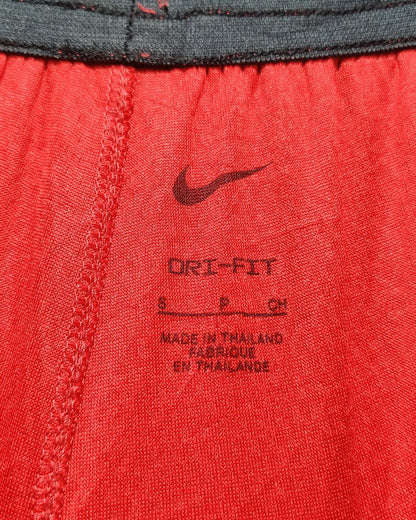 DRI-FIT
S P CH
MADE IN THAILAND
FABRIQUE
EN THAILANDE